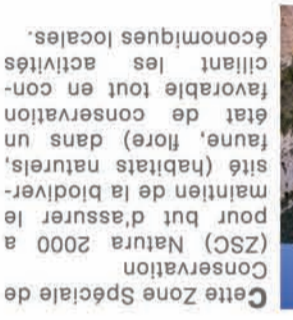 Cette Zone Spéciale de
Conservation
(ZSC) Natura 2000 a
pour but d'assurer le
maintien de la biodiver-
sité (habitats naturels,
faune, flore) dans un
état de conservation
favorable tout en con-
ciliant les activités
économiques locales.